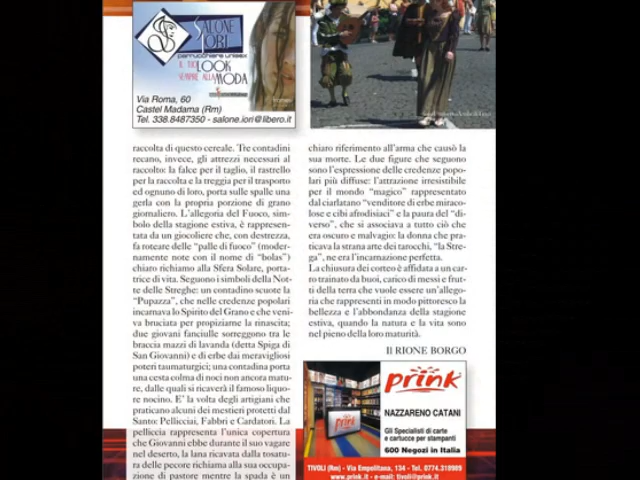 SALONE
IORI
parrucchiere unisex
IL TUO
LOOK
SEMPRE ALLA MODA
Via Roma, 60
Castel Madama (Rm)
Tel. 338.8487350 - salone.iori@libero.it
raccolta di questo cereale. Tre contadini
recano, invece, gli attrezzi necessari al
raccolto: la falce per il taglio, il rastrello
per la raccolta e la treggia per il trasporto
ed ognuno di loro, porta sulle spalle una
gerla con la propria porzione di grano
giornaliero. L'allegoria del Fuoco, sim-
bolo della stagione estiva, è rappresen-
tata da un giocoliere che, con destrezza,
fa roteare delle "palle di fuoco" (moder-
namente note con il nome di "bolas")
chiaro richiamo alla Sfera Solare, porta-
trice di vita. Seguono i simboli della Not-
te delle Streghe: un contadino scuote la
"Pupazza", che nelle credenze popolari
incarnava lo Spirito del Grano e che veni-
va bruciata per propiziarne la rinascita;
due giovani fanciulle sorreggono tra le
braccia mazzi di lavanda (detta Spiga di
San Giovanni) e di erbe dai meravigliosi
poteri taumaturgici; una contadina porta
una cesta colma di noci non ancora matu-
re, dalle quali si ricaverà il famoso liquo-
re nocino. E' la volta degli artigiani che
praticano alcuni dei mestieri protetti dal
Santo: Pellicciai, Fabbri e Cardatori. La
pelliccia rappresenta l'unica copertura
che Giovanni ebbe durante il suo vagare
nel deserto, la lana ricavata dalla tosatu-
ra delle pecore richiama alla sua occupa-
zione di pastore mentre la spada è un
chiaro riferimento all'arma che causò la
sua morte. Le due figure che seguono
sono l'espressione delle credenze popo-
lari più diffuse: l'attrazione irresistibile
per il mondo "magico" rappresentato
dal ciarlatano "venditore di erbe miraco-
lose e cibi afrodisiaci" e la paura del "di-
verso", che si associava a tutto ciò che
era oscuro e malvagio: la donna che pra-
ticava la strana arte dei tarocchi, "la Stre-
ga", ne era l'incarnazione perfetta.
La chiusura del corteo è affidata a un car-
ro trainato da buoi, carico di messi e frut-
ti della terra che vuole essere un'allego-
ria che rappresenti in modo pittoresco la
bellezza e l'abbondanza della stagione
estiva, quando la natura e la vita sono
nel pieno della loro maturità.
Il RIONE BORGO
prink
NAZZARENO CATANI
Gli Specialisti di carte
e cartucce per stampanti
600 Negozi in Italia
prink
TIVOLI (Rm) - Via Empolitana, 134 - Tel. 0774.319909
www.prink.it - e-mail: tivoli@prink.it